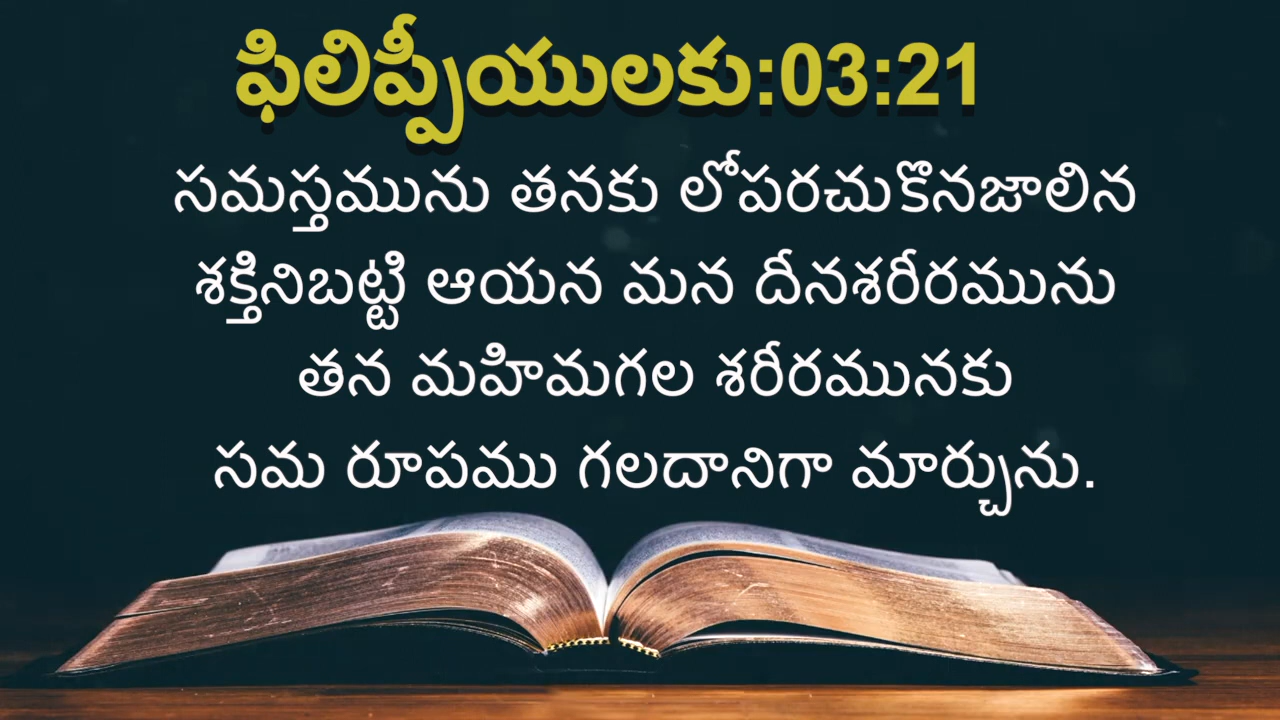 ఫిలిప్పీయులకు:03:21
సమస్తమును తనకు లోపరచుకొనజాలిన
శక్తినిబట్టి ఆయన మన దీనశరీరమును
తన మహిమగల శరీరమునకు
సమ రూపము గలదానిగా మార్చును.